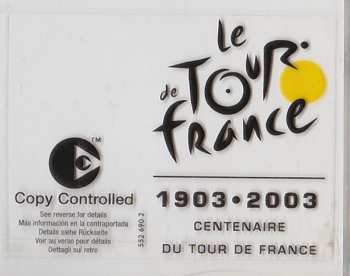 le
TOUR
de
france
TM
Copy Controlled
See reverse for details
Más información en la contraportada
Details siehe Rückseite
Voir au verso pour détails
Dettagli sul retro
552 690 2
1903 • 2003
CENTENAIRE
DU TOUR DE FRANCE